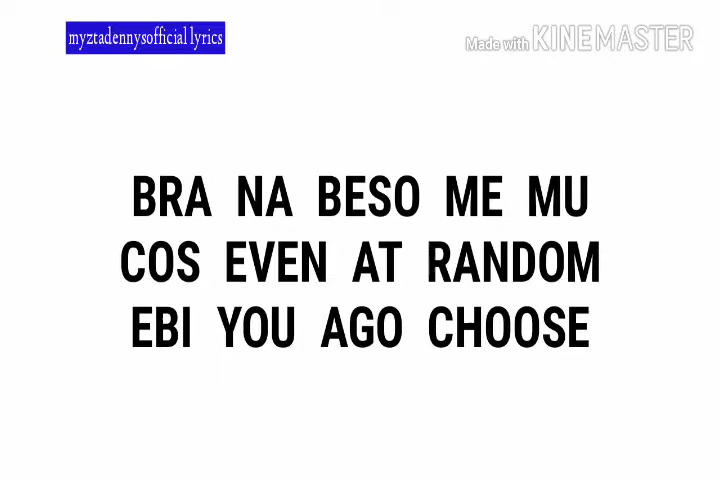 myztadennysofficial lyrics
Made with KINEMASTER
BRA NA BESO ME MU
COS EVEN AT RANDOM
EBI YOU AGO CHOOSE